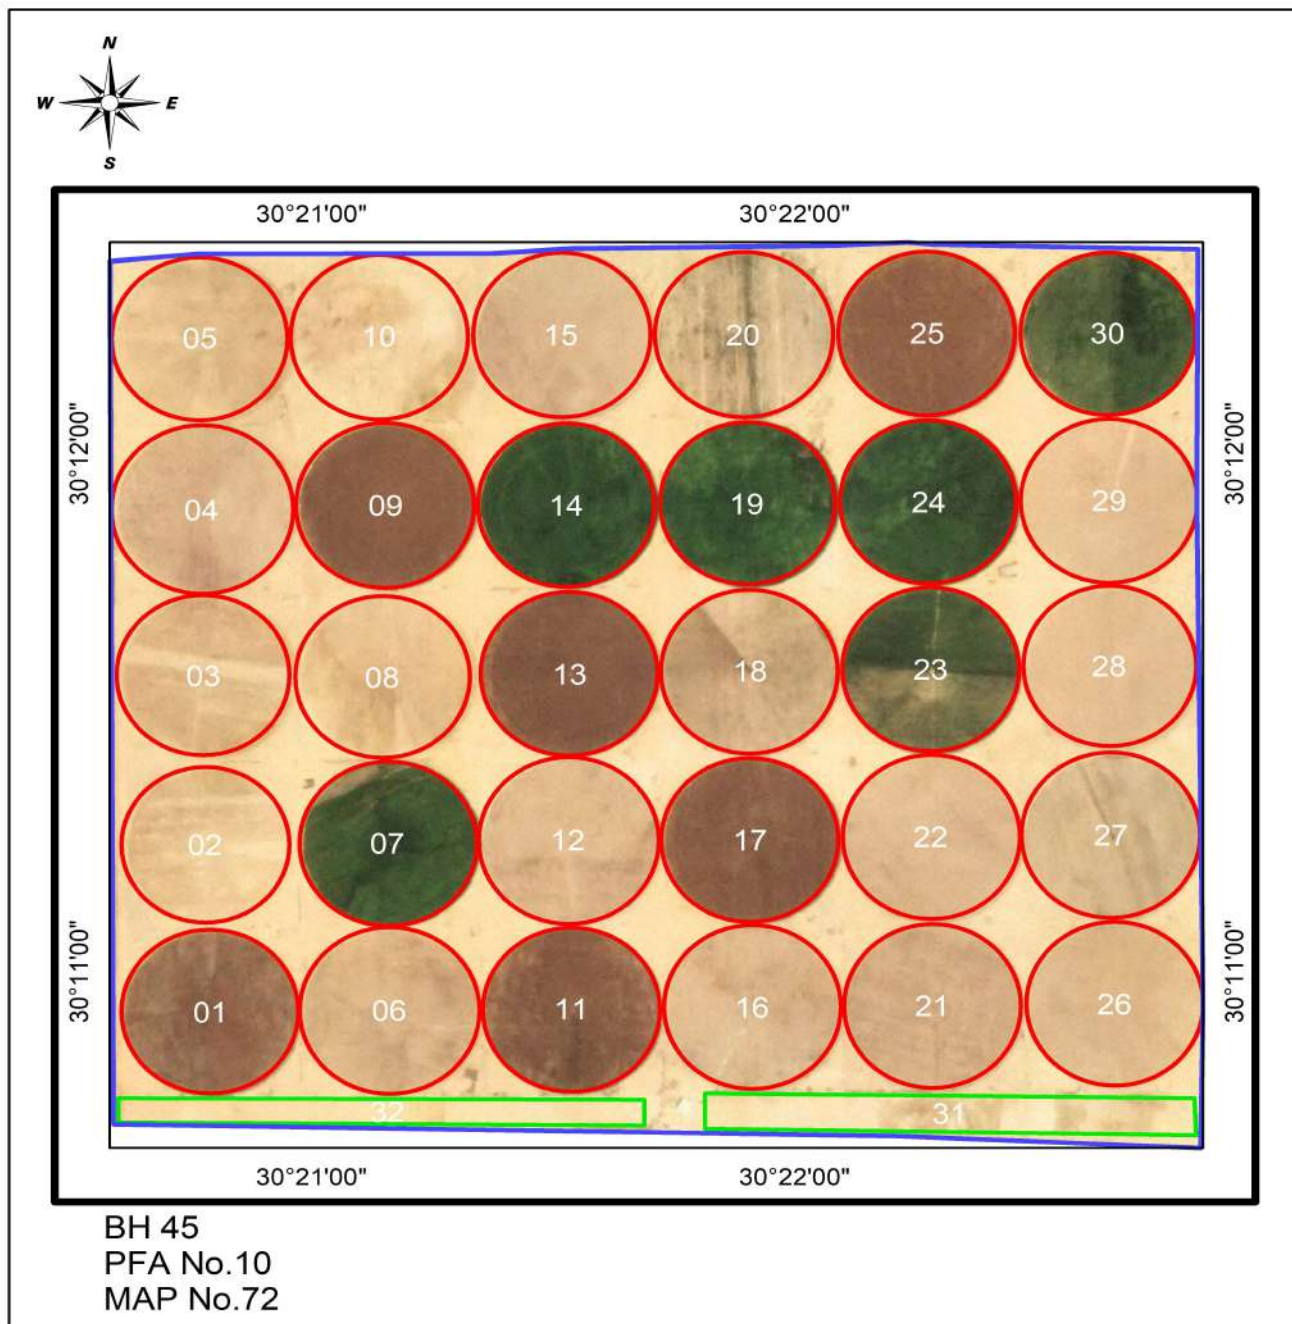 N
W E
S
30°21'00" 30°22'00"
05 10 15 20 25 30
30°12'00" 30°12'00"
04 09 14 19 24 29
03 08 13 18 23 28
02 07 12 17 22 27
30°11'00" 30°11'00"
01 06 11 16 21 26
32 31
30°21'00" 30°22'00"
BH 45
PFA No.10
MAP No.72